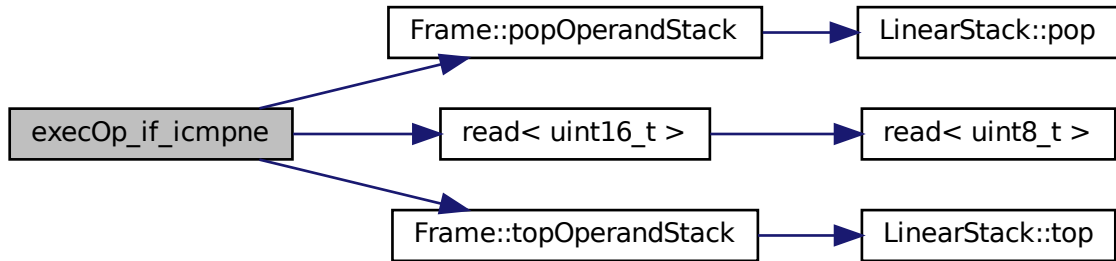 Frame::popOperandStack
LinearStack::pop
execOp_if_icmpne
read< uint16_t >
read< uint8_t >
Frame::topOperandStack
LinearStack::top